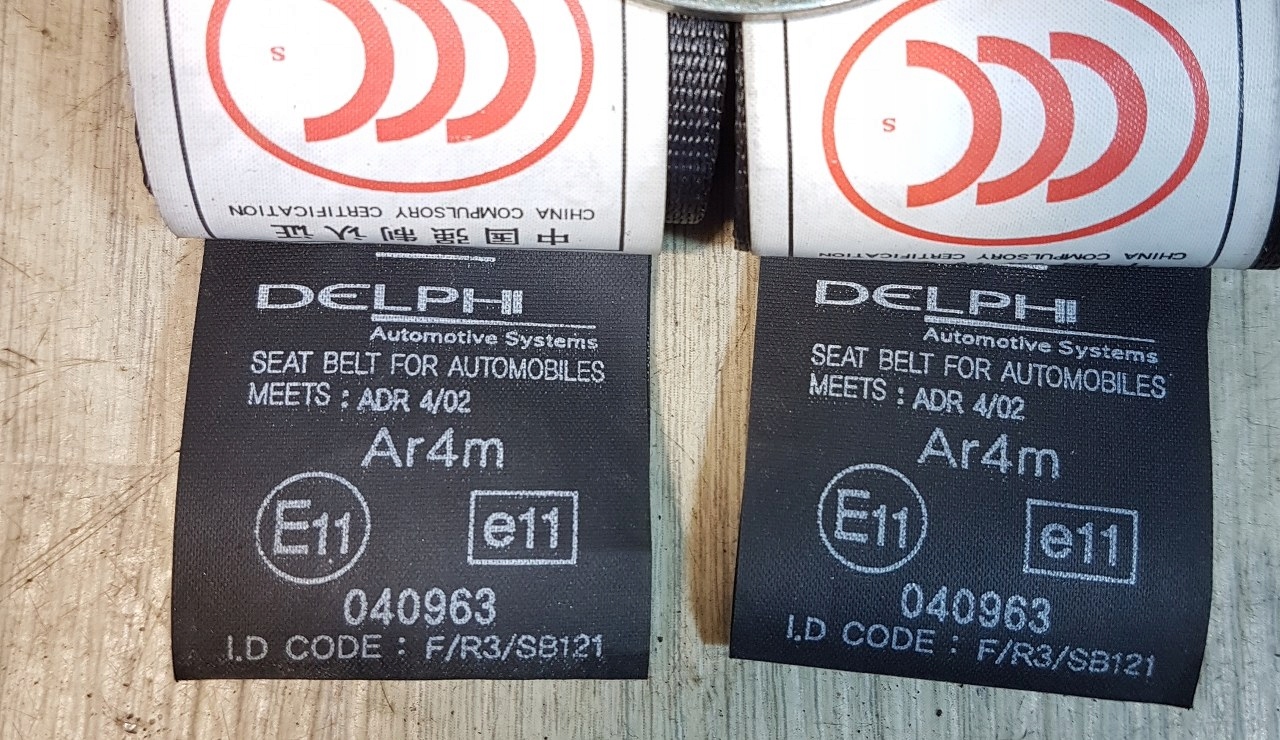 S
CHINA COMPULSORY CERTIFICATION
中国强制认证
DELPHI
Automotive Systems
SEAT BELT FOR AUTOMOBILES
MEETS : ADR 4/02
Ar4m
E11 e11
040963
I.D CODE : F/R3/SB121
S
CHINA COMPULSORY CERTIFICATION
DELPHI
Automotive Systems
SEAT BELT FOR AUTOMOBILES
MEETS : ADR 4/02
Ar4m
E11 e11
040963
I.D CODE : F/R3/SB121